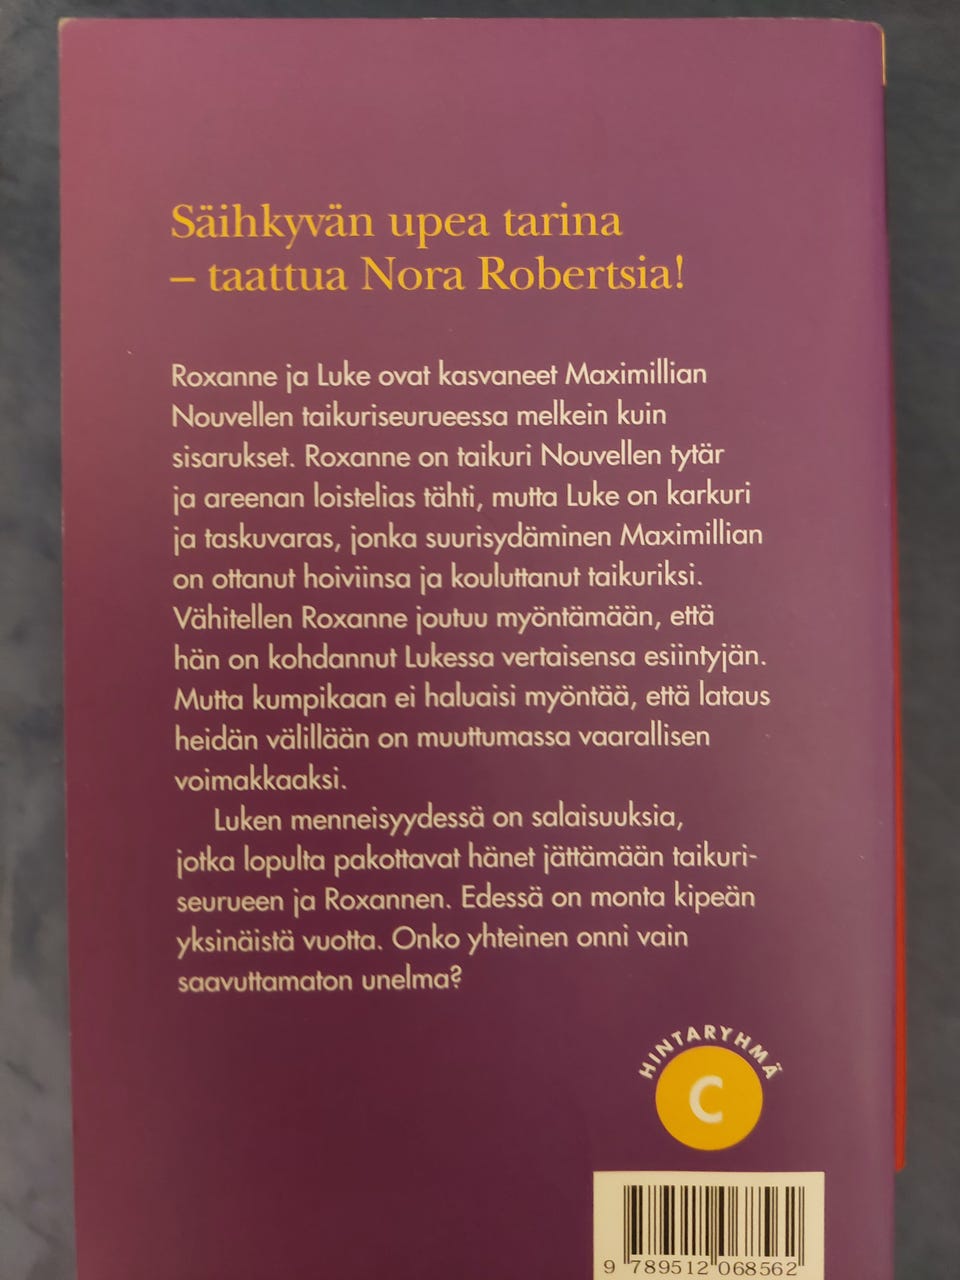 Säihkyvän upea tarina
– taattua Nora Robertsia!
Roxanne ja Luke ovat kasvaneet Maximillian
Nouvellen taikuriseurueessa melkein kuin
sisarukset. Roxanne on taikuri Nouvellen tytär
ja areenan loistelias tähti, mutta Luke on karkuri
ja taskuvaras, jonka suurisydäminen Maximillian
on ottanut hoiviinsa ja kouluttanut taikuriksi.
Vähitellen Roxanne joutuu myöntämään, että
hän on kohdannut Lukessa vertaisensa esiintyjän.
Mutta kumpikaan ei haluaisi myöntää, että lataus
heidän välillään on muuttumassa vaarallisen
voimakkaaksi.
Luken menneisyydessä on salaisuuksia,
jotka lopulta pakottavat hänet jättämään taikuri-
seurueen ja Roxannen. Edessä on monta kipeän
yksinäistä vuotta. Onko yhteinen onni vain
saavuttamaton unelma?
HINTARYHMÄ
C
9 789512 068562